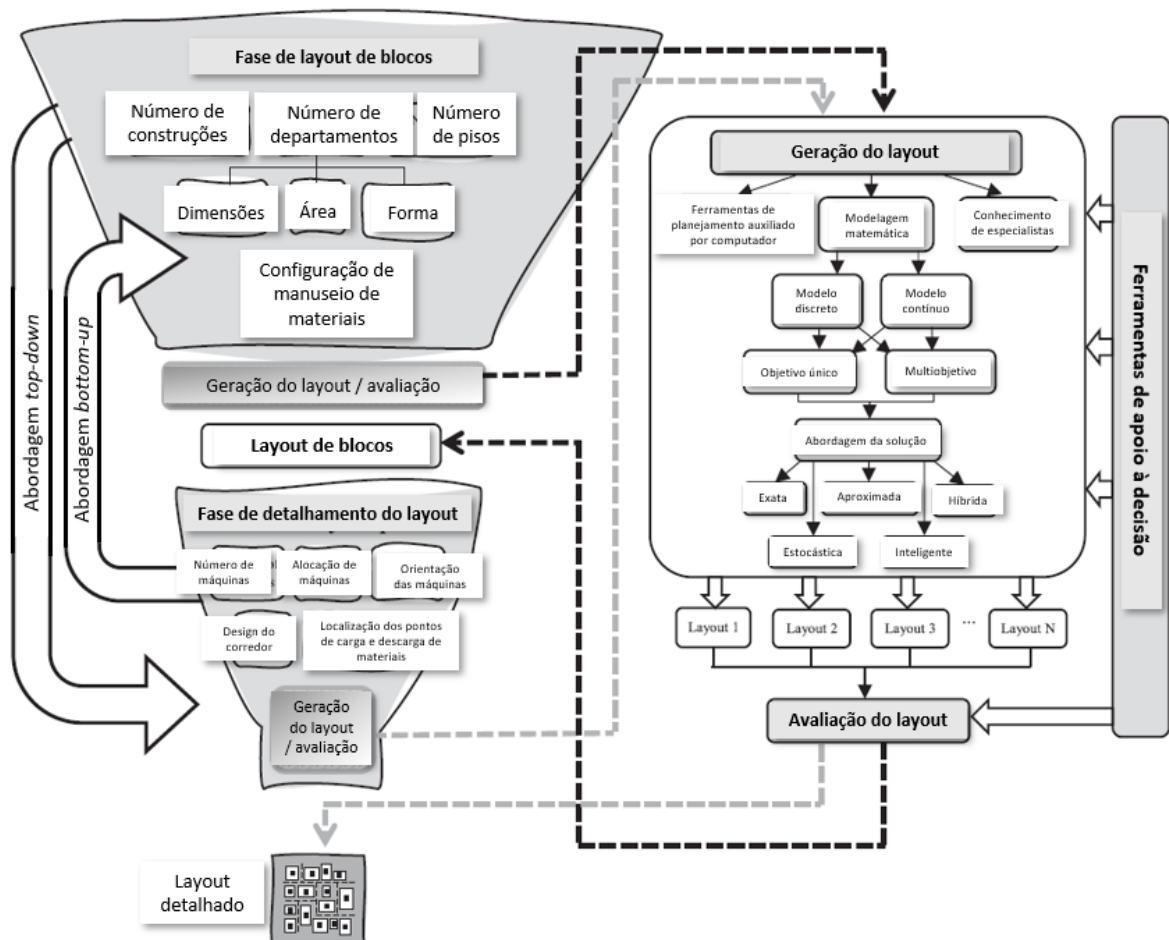 Fase de layout de blocos
Número de
construções
Número de
departamentos
Número
de pisos
Dimensões
Área
Forma
Configuração de
manuseio de
materiais
Geração do layout / avaliação
Layout de blocos
Abordagem top-down
Abordagem bottom-up
Fase de detalhamento do layout
Número de
máquinas
Alocação de
máquinas
Orientação
das máquinas
Design do
corredor
Localização dos pontos
de carga e descarga de
materiais
Geração
do layout
/ avaliação
Layout
detalhado
Geração do layout
Ferramentas de
planejamento auxiliado
por computador
Modelagem
matemática
Conhecimento
de especialistas
Modelo
discreto
Modelo
contínuo
Objetivo único
Multiobjetivo
Abordagem da solução
Exata
Aproximada
Híbrida
Estocástica
Inteligente
Layout 1
Layout 2
Layout 3
...
Layout N
Avaliação do layout
Ferramentas de apoio à decisão